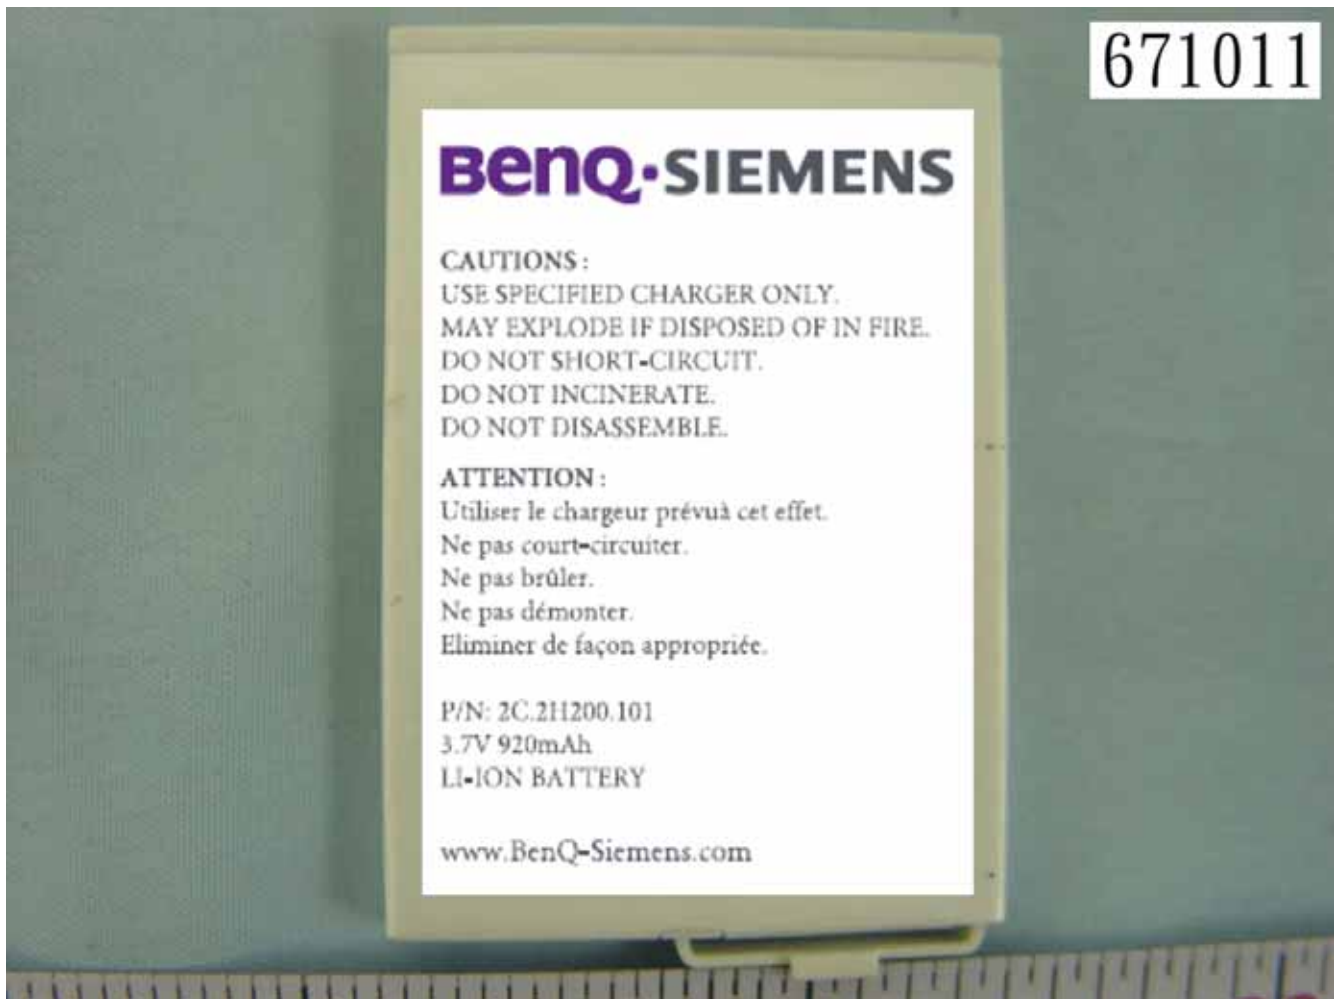 671011
BenQ•SIEMENS
CAUTIONS :
USE SPECIFIED CHARGER ONLY.
MAY EXPLODE IF DISPOSED OF IN FIRE.
DO NOT SHORT-CIRCUIT.
DO NOT INCINERATE.
DO NOT DISASSEMBLE.
ATTENTION :
Utiliser le chargeur prévuà cet effet.
Ne pas court-circuiter.
Ne pas brûler.
Ne pas démonter.
Eliminer de façon appropriée.
P/N: 2C.2H200.101
3.7V 920mAh
LI-ION BATTERY
www.BenQ-Siemens.com